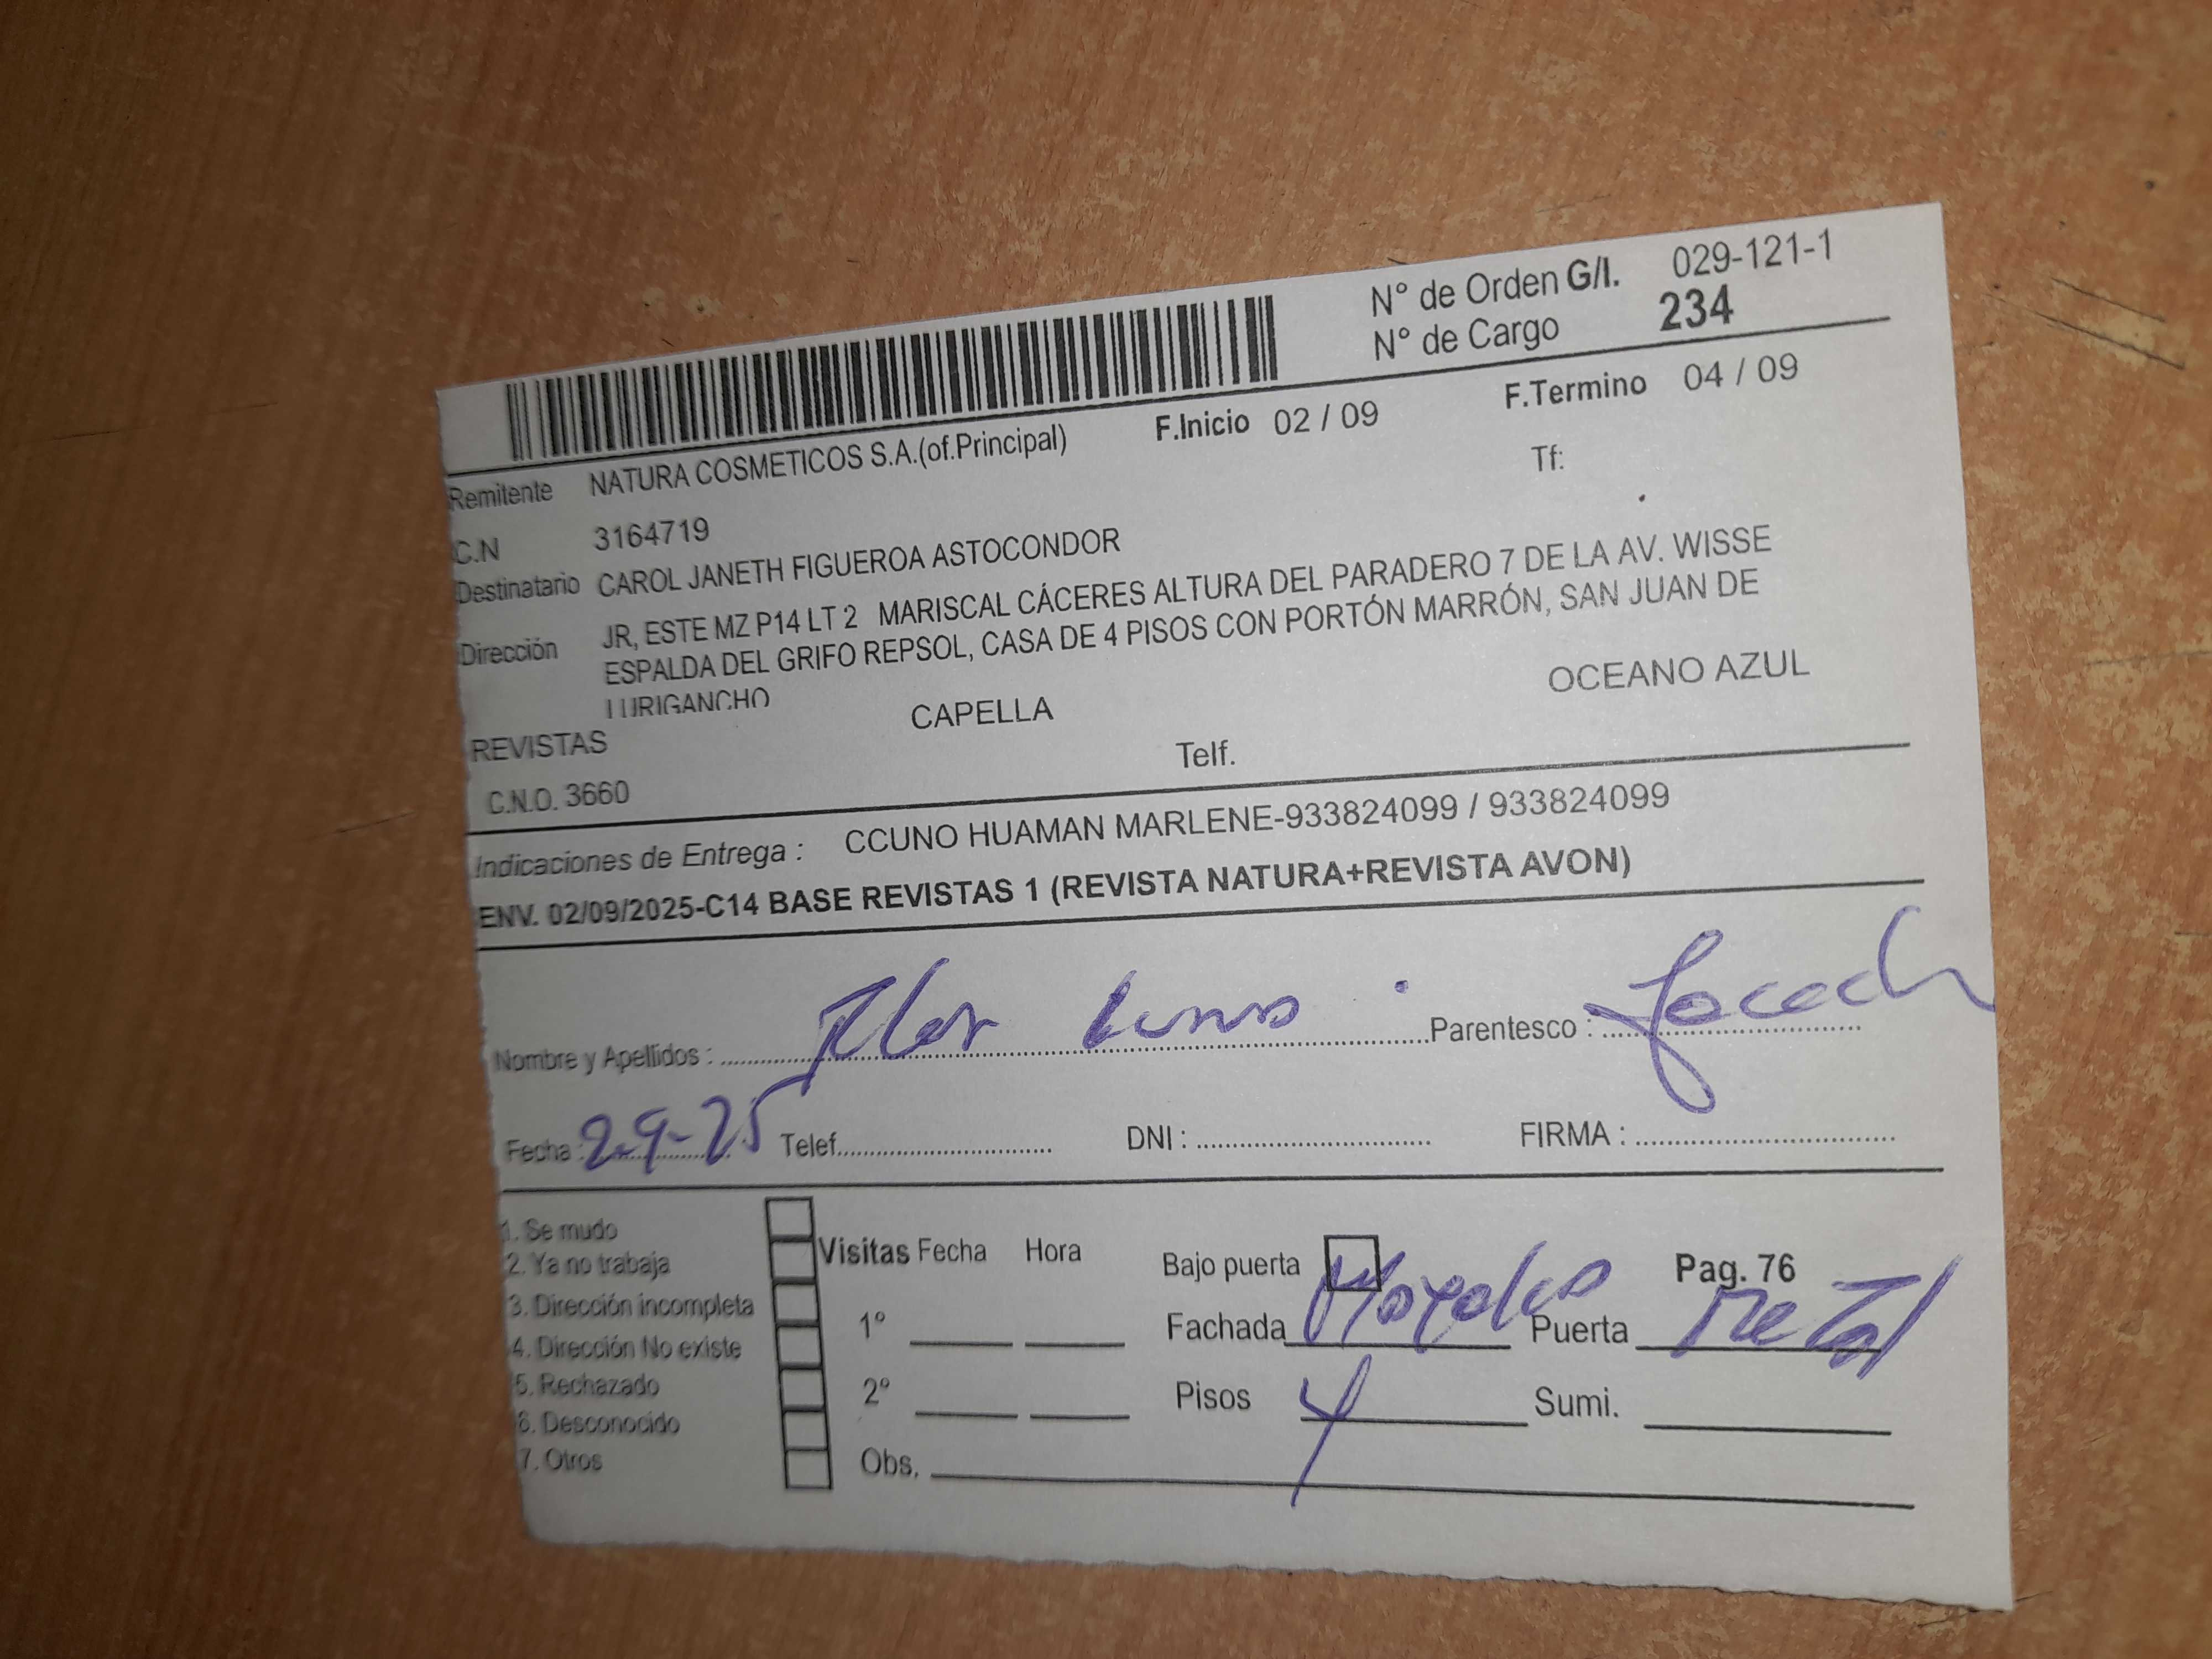 N° de Orden G/I. 029-121-1
N° de Cargo 234
Remitente NATURA COSMETICOS S.A.(of.Principal) F.Inicio 02 / 09 F.Termino 04 / 09
C.N 3164719 Tf:
Destinatario CAROL JANETH FIGUEROA ASTOCONDOR
Dirección JR, ESTE MZ P14 LT 2 MARISCAL CÁCERES ALTURA DEL PARADERO 7 DE LA AV. WISSE
ESPALDA DEL GRIFO REPSOL, CASA DE 4 PISOS CON PORTÓN MARRÓN, SAN JUAN DE
LURIGANCHO
REVISTAS CAPELLA OCEANO AZUL
C.N.O. 3660 Telf.
Indicaciones de Entrega : CCUNO HUAMAN MARLENE-933824099 / 933824099
ENV. 02/09/2025-C14 BASE REVISTAS 1 (REVISTA NATURA+REVISTA AVON)
Nombre y Apellidos : Flor Parentesco :
Fecha : 2-9-25 Telef. DNI : FIRMA :
1. Se mudo
2. Ya no trabaja Visitas Fecha Hora Bajo puerta Pag. 76
3. Dirección incompleta 1° Fachada Puerta Metal
4. Dirección No existe
5. Rechazado 2° Pisos 4 Sumi.
6. Desconocido
7. Otros Obs.